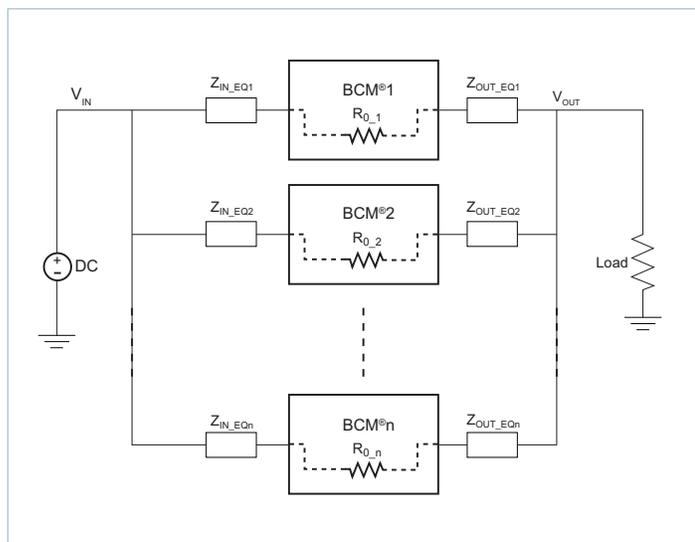 V_IN
Z_IN_EQ1
BCM®1
R_0_1
Z_OUT_EQ1
V_OUT
Z_IN_EQ2
BCM®2
R_0_2
Z_OUT_EQ2
+
–
DC
Load
Z_IN_EQn
BCM®n
R_0_n
Z_OUT_EQn